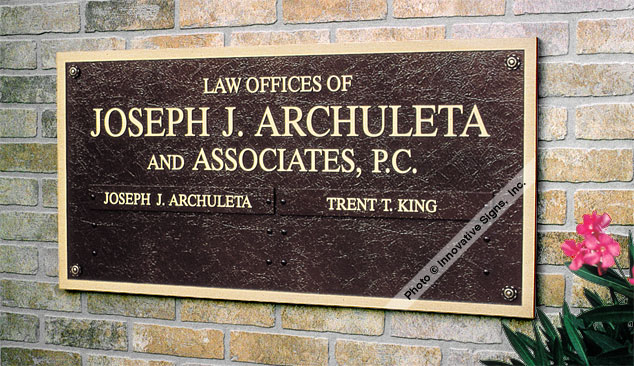 LAW OFFICES OF
JOSEPH J. ARCHULETA
AND ASSOCIATES, P.C.
JOSEPH J. ARCHULETA
TRENT T. KING
Photo © Innovative Signs, Inc.